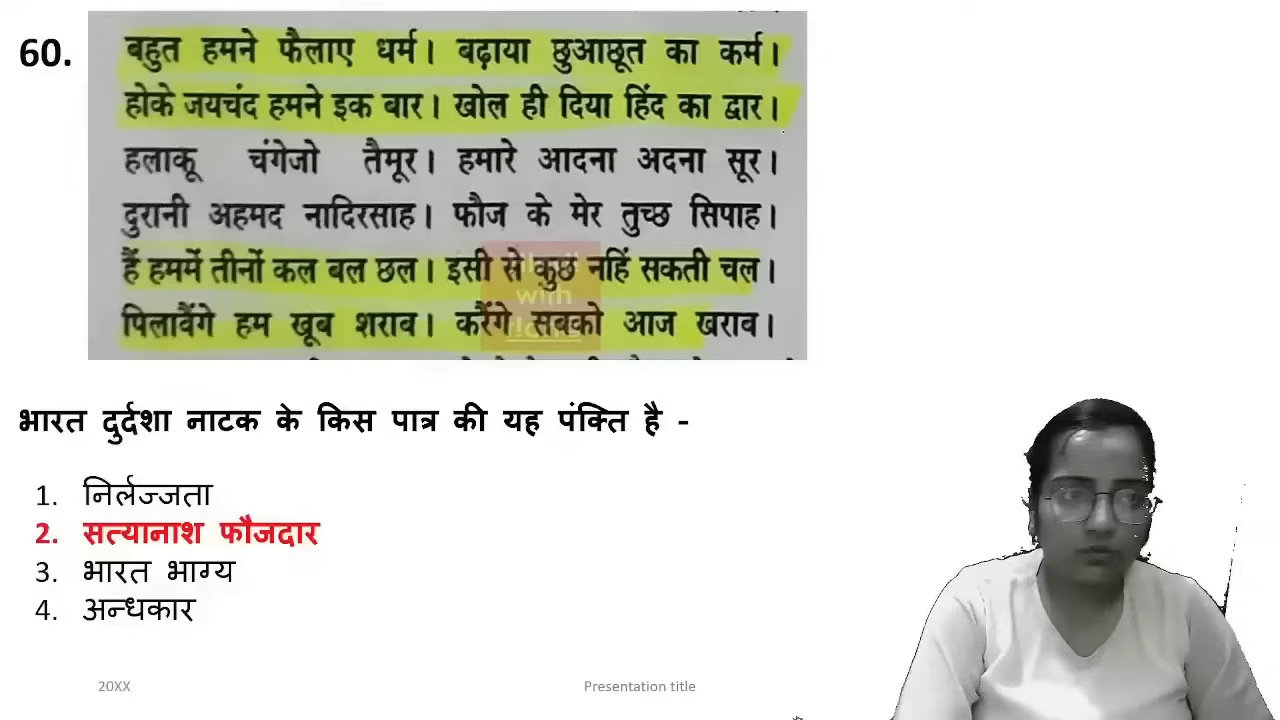 60.
बहुत हमने फैलाए धर्म। बढ़ाया छुआछूत का कर्म।
होके जयचंद हमने इक बार। खोल ही दिया हिंद का द्वार।
हलाकू चंगेजो तैमूर। हमारे आदना अदना सूर।
दुरानी अहमद नादिरसाह। फौज के मेर तुच्छ सिपाह।
हैं हममें तीनों कल बल छल। इसी से कुछ नहिं सकती चल।
पिलावैंगे हम खूब शराब। करैंगे सबको आज खराब।
with
भारत दुर्दशा नाटक के किस पात्र की यह पंक्ति है -
1. निर्लज्जता
2. सत्यानाश फौजदार
3. भारत भाग्य
4. अन्धकार
20XX Presentation title